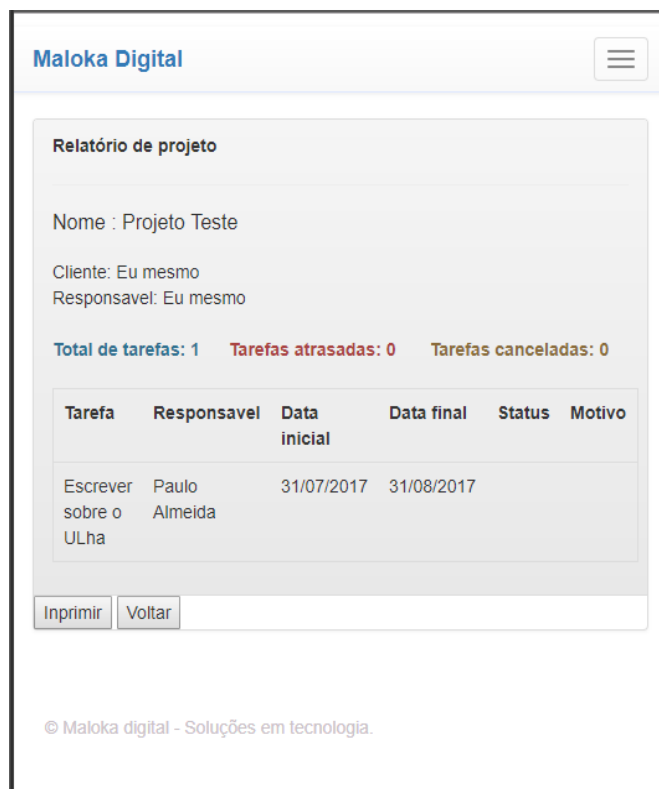 Maloka Digital
Relatório de projeto
Nome : Projeto Teste
Cliente: Eu mesmo
Responsavel: Eu mesmo
Total de tarefas: 1 Tarefas atrasadas: 0 Tarefas canceladas: 0
Tarefa Responsavel Data inicial Data final Status Motivo
Escrever sobre o ULha Paulo Almeida 31/07/2017 31/08/2017
Inprimir Voltar
© Maloka digital - Soluções em tecnologia.